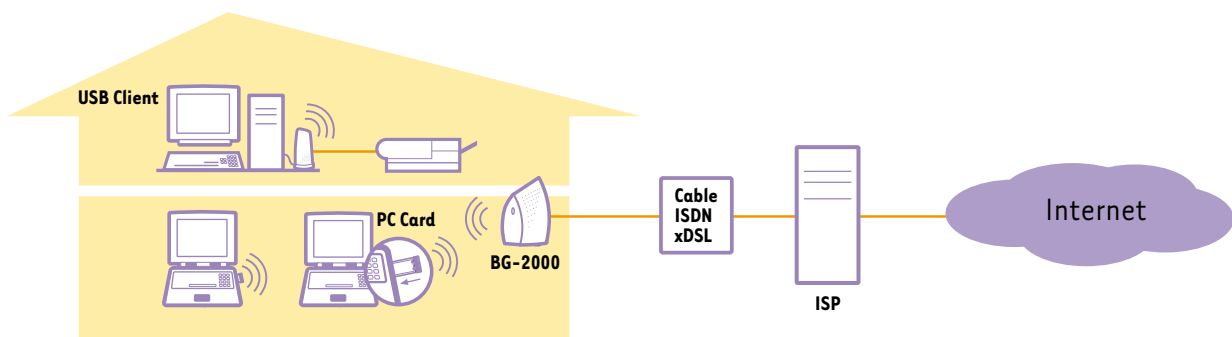 USB Client
PC Card
BG-2000
Cable
ISDN
xDSL
ISP
Internet